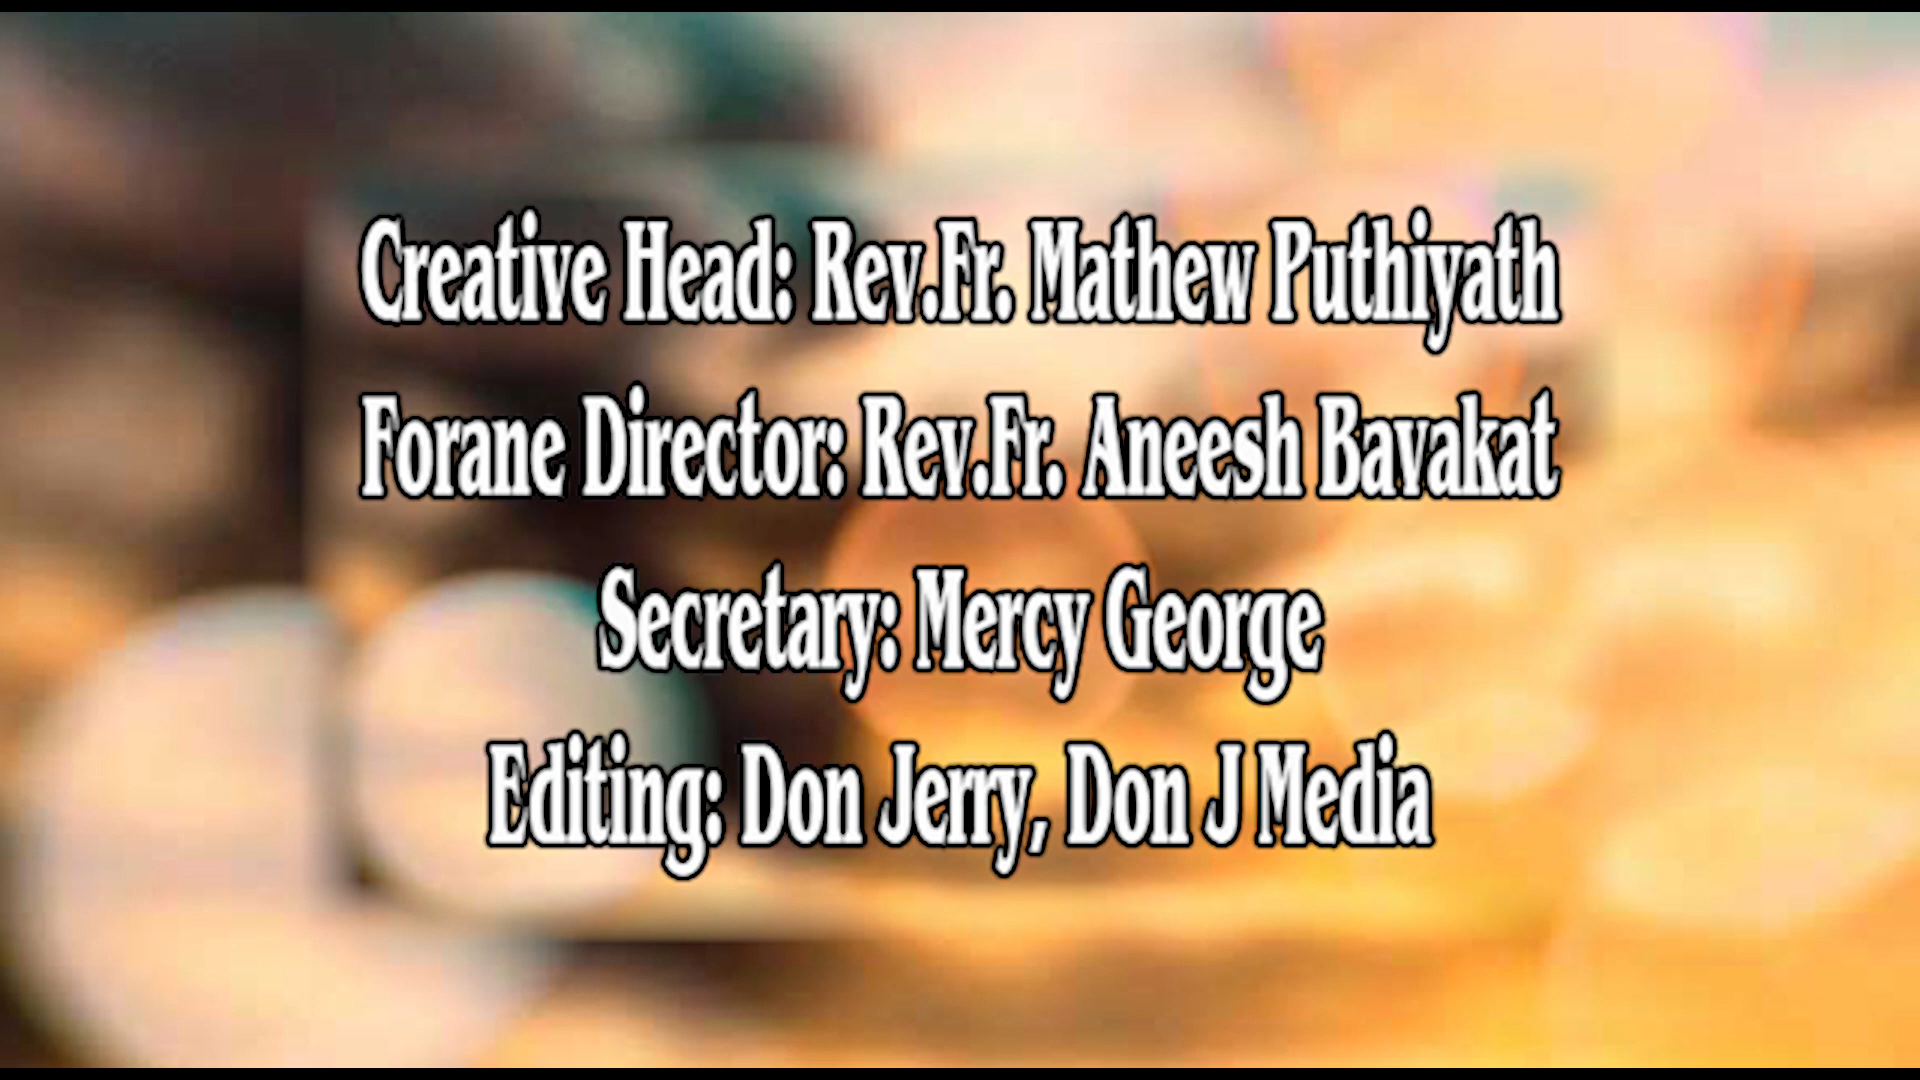 Creative Head: Rev.Fr. Mathew Puthiyath
Forane Director: Rev.Fr. Aneesh Bavakat
Secretary: Mercy George
Editing: Don Jerry, Don J Media